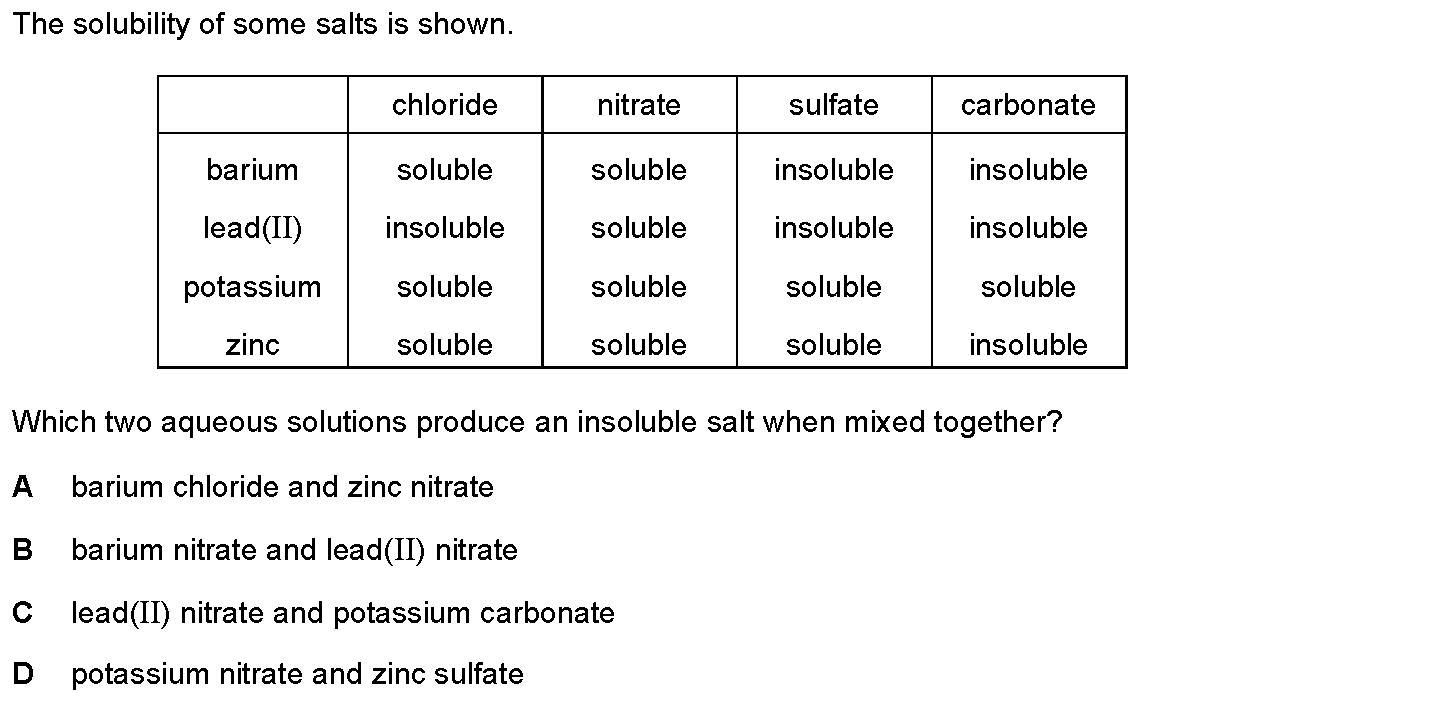 The solubility of some salts is shown.
chloride nitrate sulfate carbonate
barium soluble soluble insoluble insoluble
lead(II) insoluble soluble insoluble insoluble
potassium soluble soluble soluble soluble
zinc soluble soluble soluble insoluble
Which two aqueous solutions produce an insoluble salt when mixed together?
A barium chloride and zinc nitrate
B barium nitrate and lead(II) nitrate
C lead(II) nitrate and potassium carbonate
D potassium nitrate and zinc sulfate